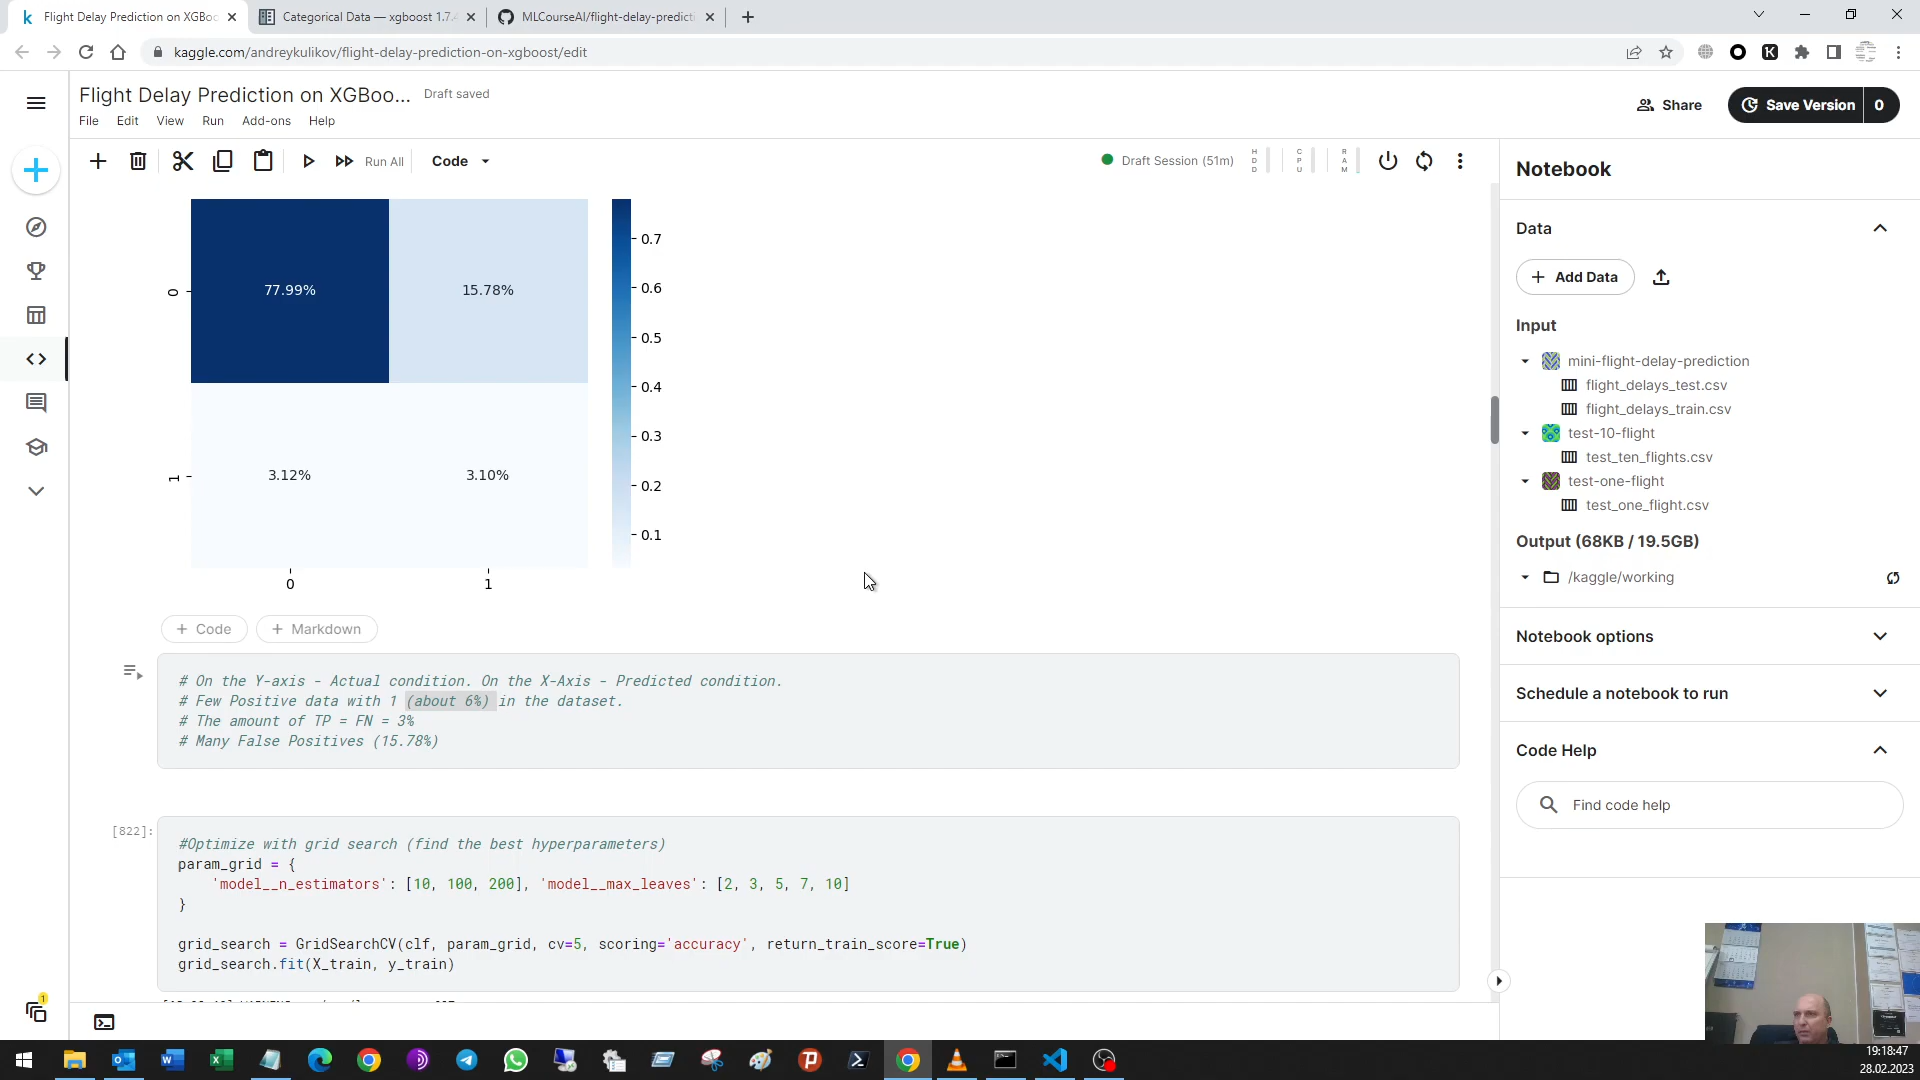 Flight Delay Prediction on XGBoo
Categorical Data — xgboost 1.7.4
MLCourseAI/flight-delay-predicti
kaggle.com/andreykulikov/flight-delay-prediction-on-xgboost/edit
Flight Delay Prediction on XGBoo...
Draft saved
File Edit View Run Add-ons Help
Share
Save Version 0
Run All
Code
Draft Session (51m)
HDD
CPU
RAM
Notebook
Data
Add Data
Input
mini-flight-delay-prediction
flight_delays_test.csv
flight_delays_train.csv
test-10-flight
test_ten_flights.csv
test-one-flight
test_one_flight.csv
Output (68KB / 19.5GB)
/kaggle/working
Notebook options
Schedule a notebook to run
Code Help
Find code help
0
77.99%
15.78%
1
3.12%
3.10%
0
1
0.7
0.6
0.5
0.4
0.3
0.2
0.1
+ Code
+ Markdown
# On the Y-axis - Actual condition. On the X-Axis - Predicted condition.
# Few Positive data with 1 (about 6%) in the dataset.
# The amount of TP = FN = 3%
# Many False Positives (15.78%)
[822]:
#Optimize with grid search (find the best hyperparameters)
param_grid = {
'model__n_estimators': [10, 100, 200], 'model__max_leaves': [2, 3, 5, 7, 10]
}
grid_search = GridSearchCV(clf, param_grid, cv=5, scoring='accuracy', return_train_score=True)
grid_search.fit(X_train, y_train)
1
19:18:47
28.02.2023